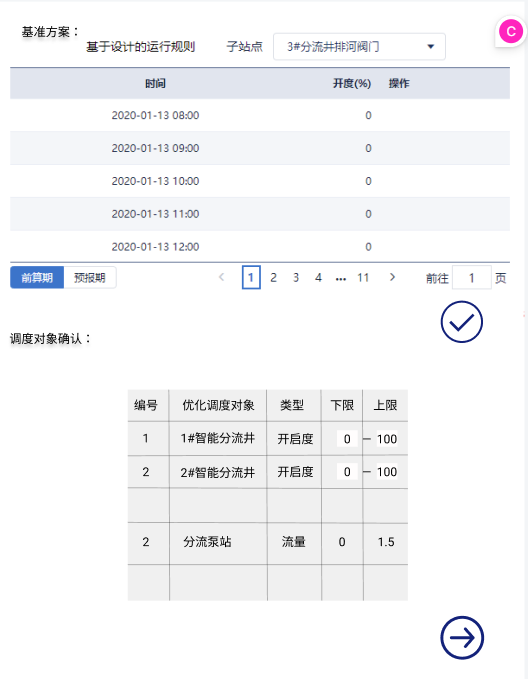 基准方案：
基于设计的运行规则 子站点 3#分流井排河阀门
C
时间 开度(%) 操作
2020-01-13 08:00 0
2020-01-13 09:00 0
2020-01-13 10:00 0
2020-01-13 11:00 0
2020-01-13 12:00 0
前算期 预报期 < 1 2 3 4 ••• 11 > 前往 1 页
调度对象确认：
编号 优化调度对象 类型 下限 上限
1 1#智能分流井 开启度 0 — 100
2 2#智能分流井 开启度 0 — 100
2 分流泵站 流量 0 1.5